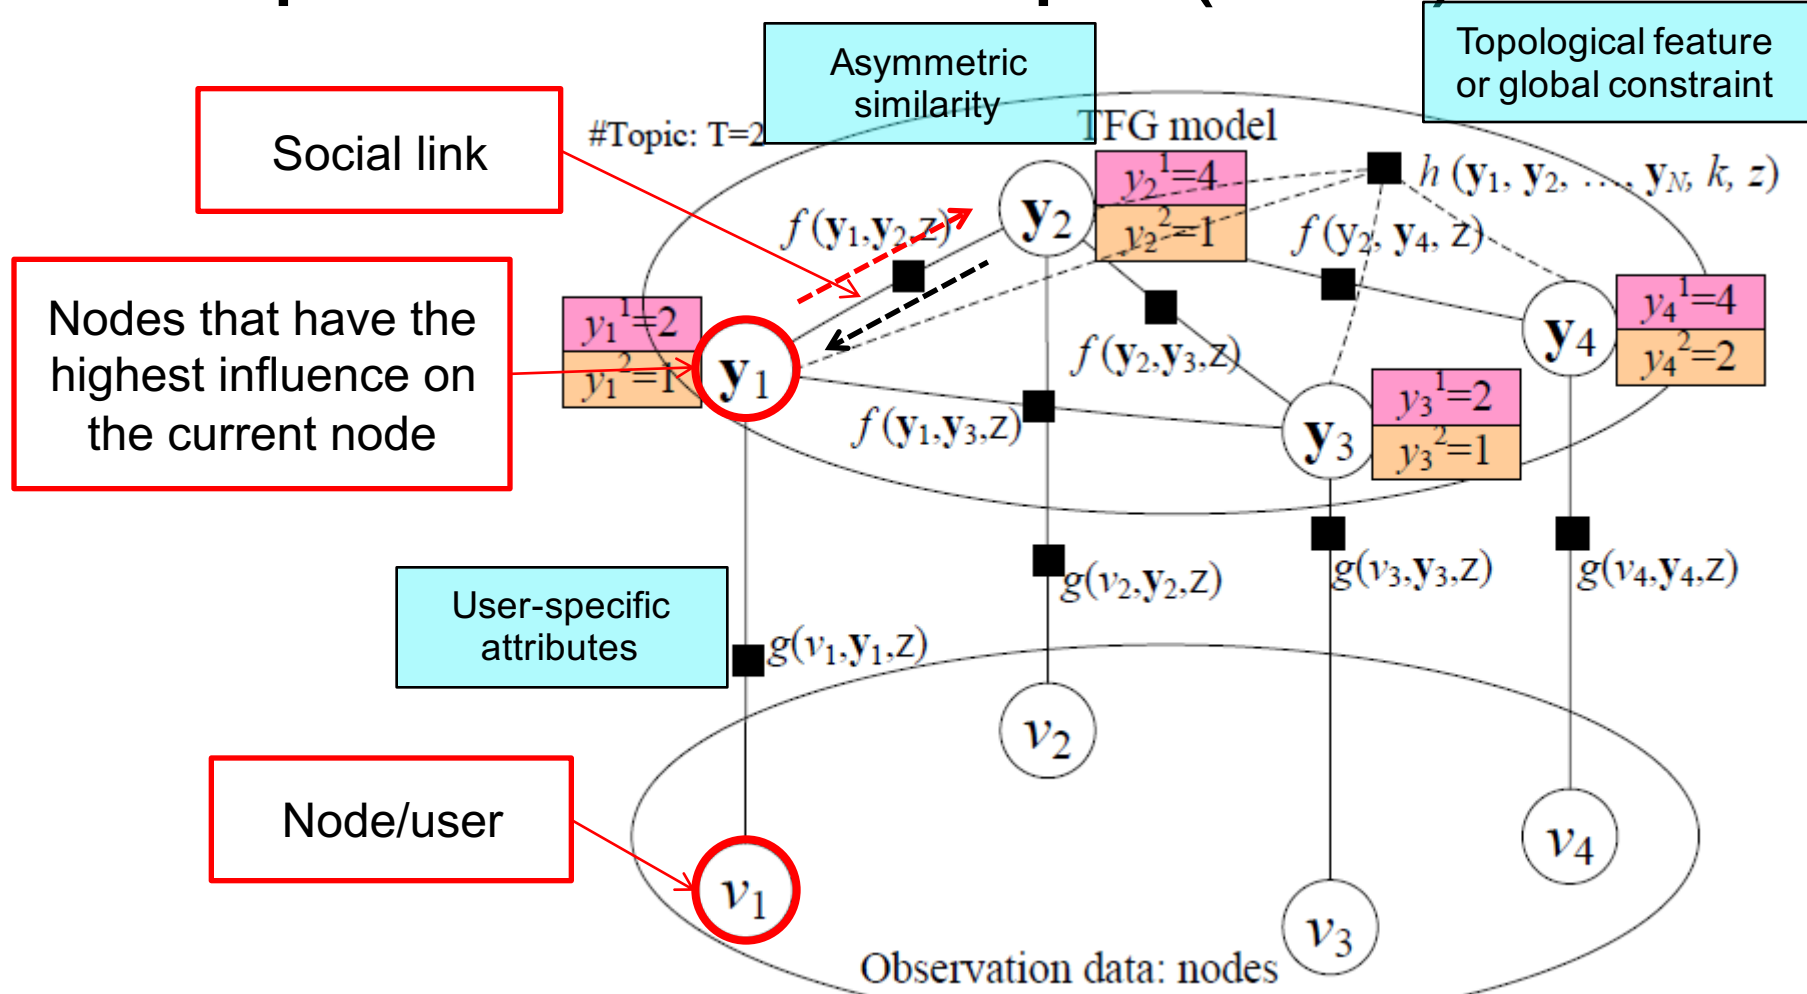 Asymmetric
similarity
Topological feature
or global constraint
Social link
#Topic: T=2
TFG model
y₂¹=4
y₂²=1
h (y₁, y₂, …, y_N, k, z)
f (y₁,y₂,z)
y₂
f (y₂, y₄, z)
Nodes that have the
highest influence on
the current node
y₁¹=2
y₁²=1
y₁
y₄
y₄¹=4
y₄²=2
f (y₂,y₃,z)
f (y₁,y₃,z)
y₃
y₃¹=2
y₃²=1
User-specific
attributes
g(v₁,y₁,z)
g(v₂,y₂,z)
g(v₃,y₃,z)
g(v₄,y₄,z)
Node/user
v₁
v₂
v₃
v₄
Observation data: nodes